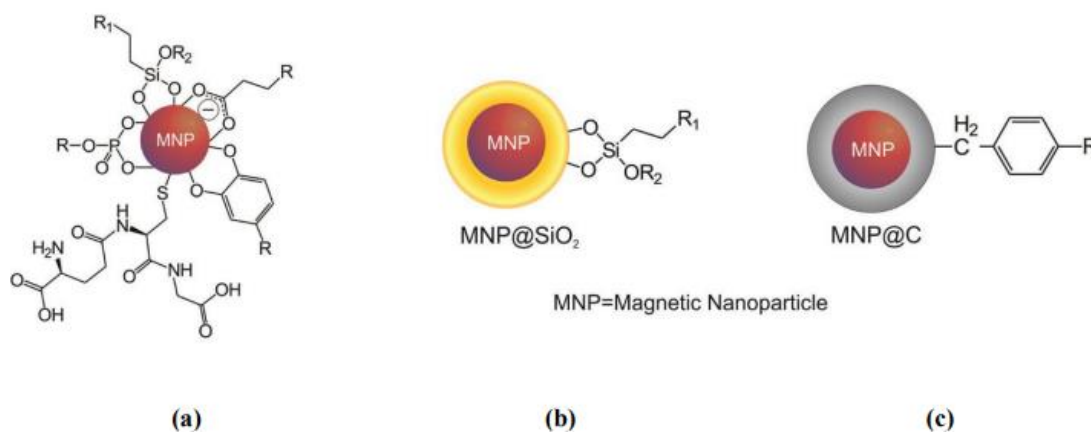 R₁
OR₂
Si
O O O R
MNP
R–O P O O O
O S O
H
N O
H₂N O R
O NH
O OH O OH
O
MNP
O O Si R₁
OR₂
MNP@SiO₂
MNP
H₂
C R
MNP@C
MNP=Magnetic Nanoparticle
(a) (b) (c)